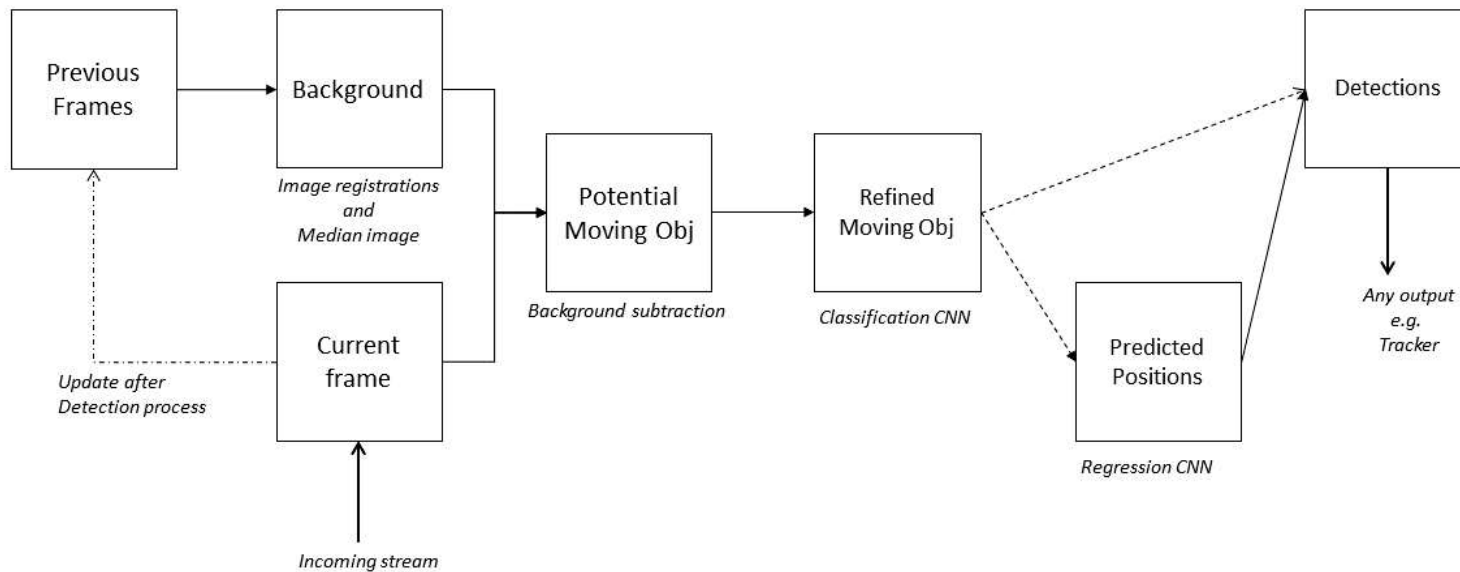 Previous
Frames
Background
Image registrations
and
Median image
Current
frame
Update after
Detection process
Incoming stream
Potential
Moving Obj
Background subtraction
Refined
Moving Obj
Classification CNN
Predicted
Positions
Regression CNN
Detections
Any output
e.g.
Tracker